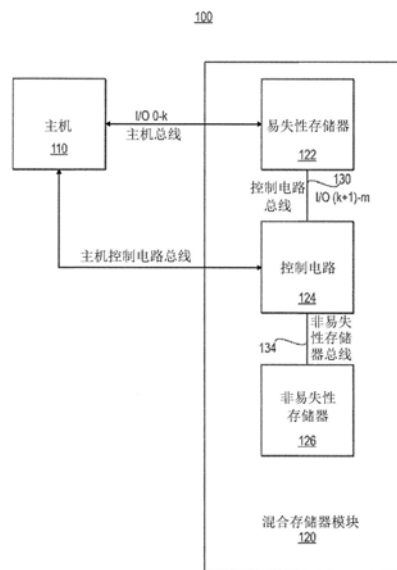 100
主机
110
I/O 0-k
主机总线
易失性存储器
122
控制电路
总线
130
I/O (k+1)-m
主机控制电路总线
控制电路
124
134
非易失
性存储
器总线
非易失性
存储器
126
混合存储器模块
120